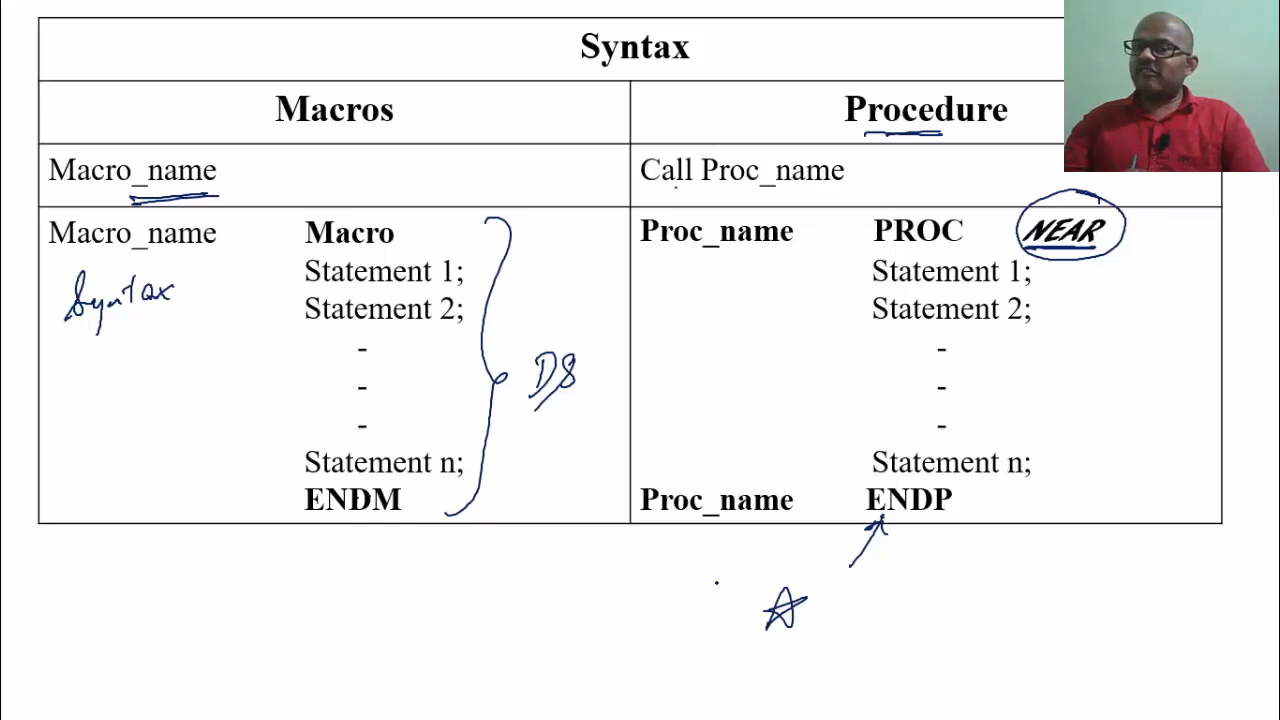 Syntax
Macros Procedure
Macro_name Call Proc_name
Macro_name Macro Proc_name PROC NEAR
Syntax Statement 1; Statement 1;
Statement 2; Statement 2;
- -
- DS -
- -
Statement n; Statement n;
ENDM Proc_name ENDP